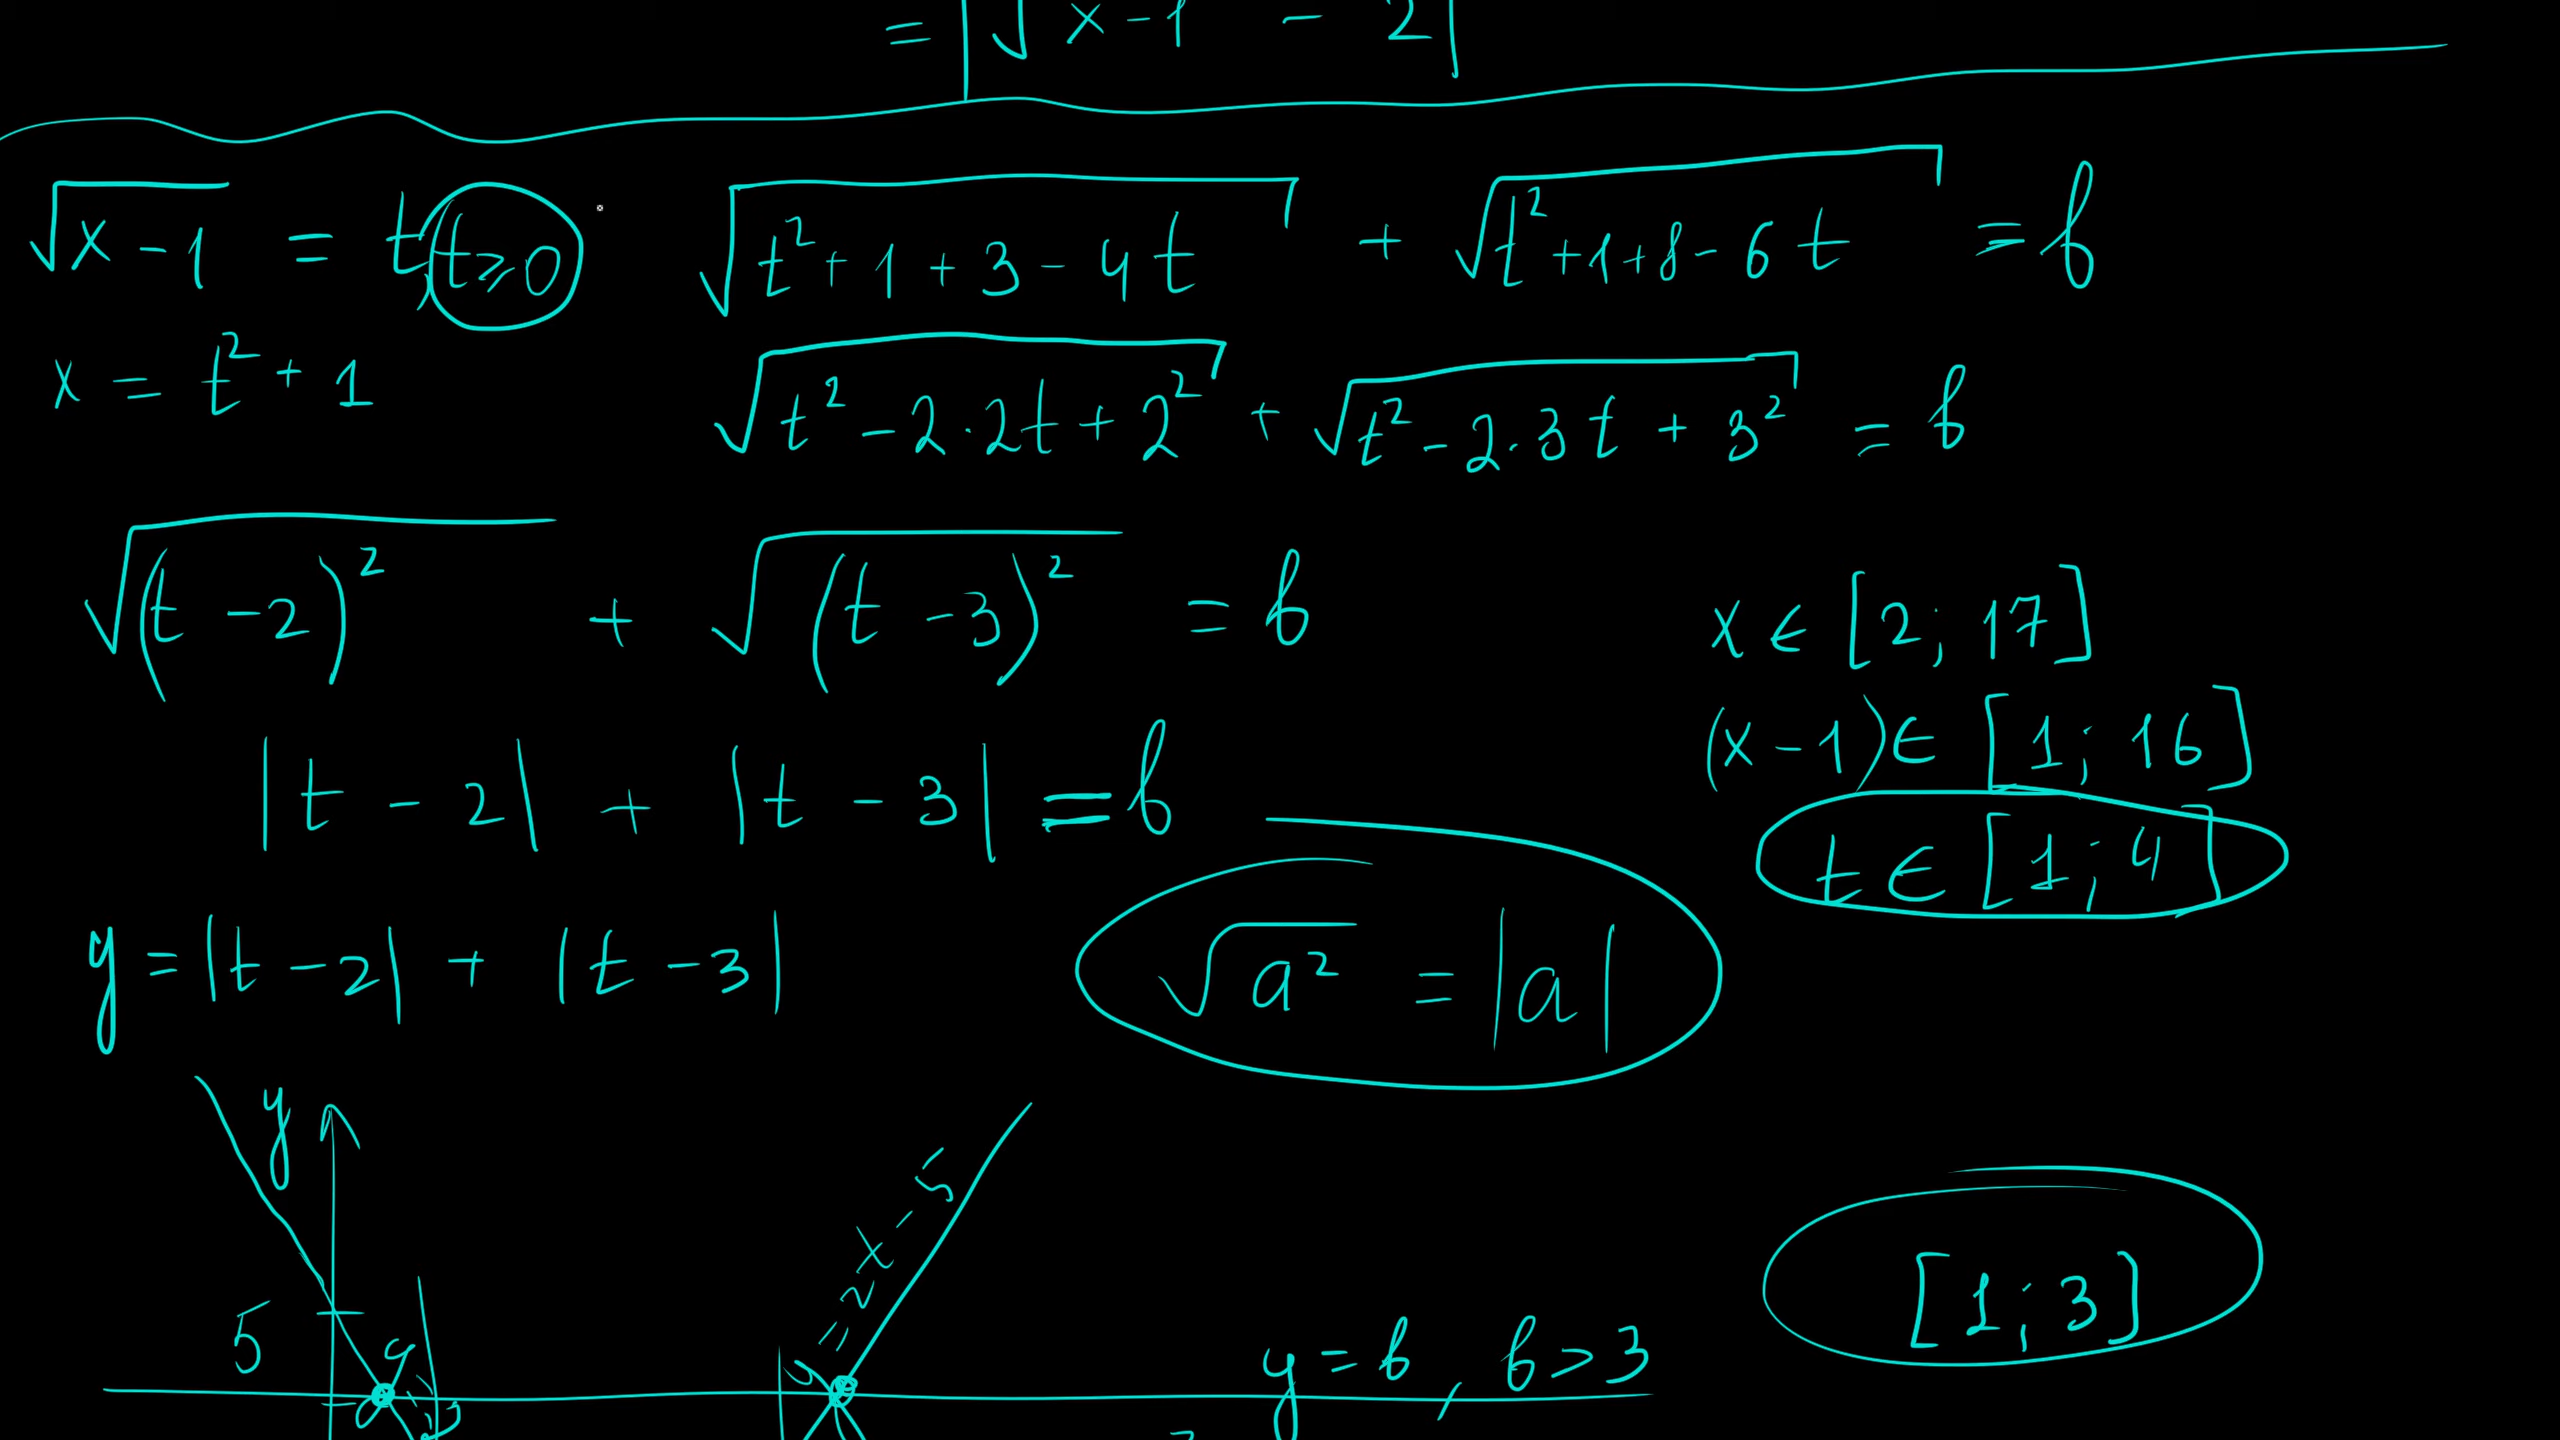 = |√x-1 - 2|
√x-1 = t, t⩾0
√t²+1+3-4t + √t²+1+8-6t = b
x = t²+1
√t²-2·2t+2² + √t²-2·3t+3² = b
√(t-2)² + √(t-3)² = b
x ∈ [2; 17]
(x-1) ∈ [1; 16]
|t-2| + |t-3| = b
t ∈ [1; 4]
y = |t-2| + |t-3|
√a² = |a|
y
y = 2t-5
[1; 3]
5
y = b, b > 3